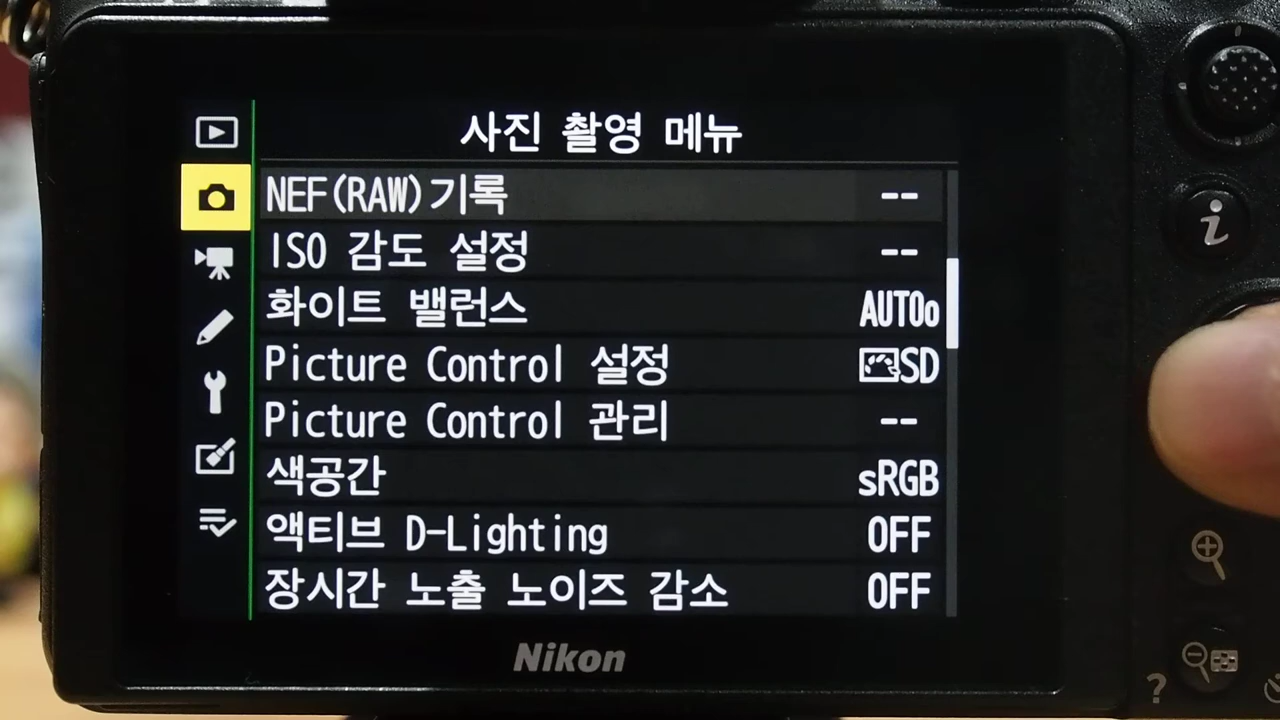 사진 촬영 메뉴
NEF(RAW)기록 --
ISO 감도 설정 --
화이트 밸런스 AUTO0
Picture Control 설정 SD
Picture Control 관리 --
색공간 sRGB
액티브 D-Lighting OFF
장시간 노출 노이즈 감소 OFF
Nikon
i
?